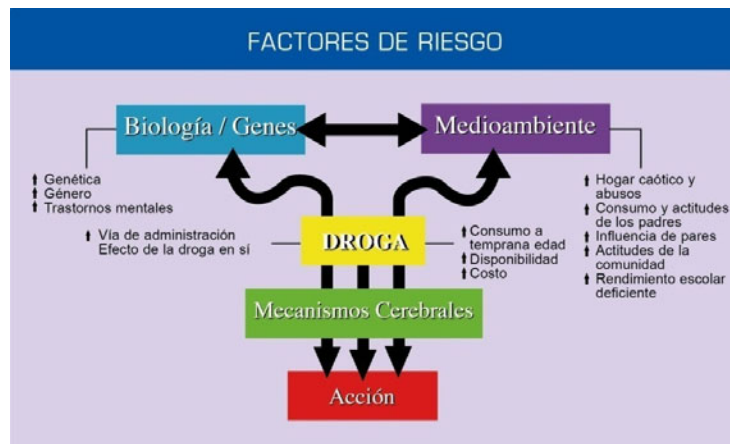 FACTORES DE RIESGO
Biología / Genes
Medioambiente
Genética
Género
Trastornos mentales
Hogar caótico y
abusos
Consumo y actitudes
de los padres
Influencia de pares
Actitudes de la
comunidad
Rendimiento escolar
deficiente
Vía de administración
Efecto de la droga en sí
DROGA
Consumo a
temprana edad
Disponibilidad
Costo
Mecanismos Cerebrales
Acción